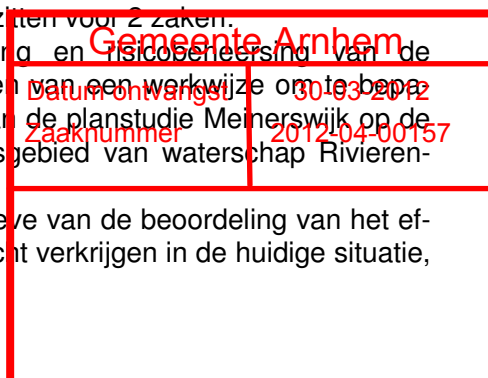 zitten voor 2 zaken:
Gemeente Arnhem
ng en risicobeheersing van de
Datum ontvangst 30-03-2012
en van een werkwijze om te bepa-
an de planstudie Meinerswijk op de
Zaaknummer 2012-04-00157
sgebied van waterschap Rivieren-
eve van de beoordeling van het ef-
cht verkrijgen in de huidige situatie,